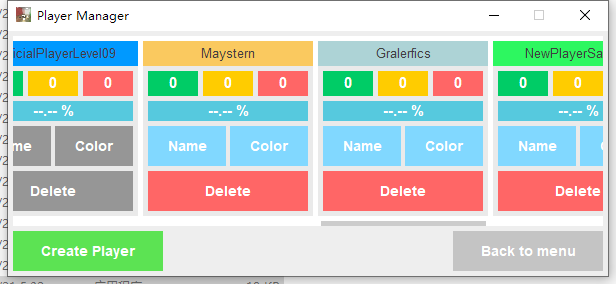 Player Manager
icialPlayerLevel09 Maystern Gralerfics NewPlayerSa
0 0 0 0 0 0 0 0 0 0
--.-- % --.-- % --.-- % --.-- %
me Color Name Color Name Color Name Co
Delete Delete Delete Delete
Create Player Back to menu